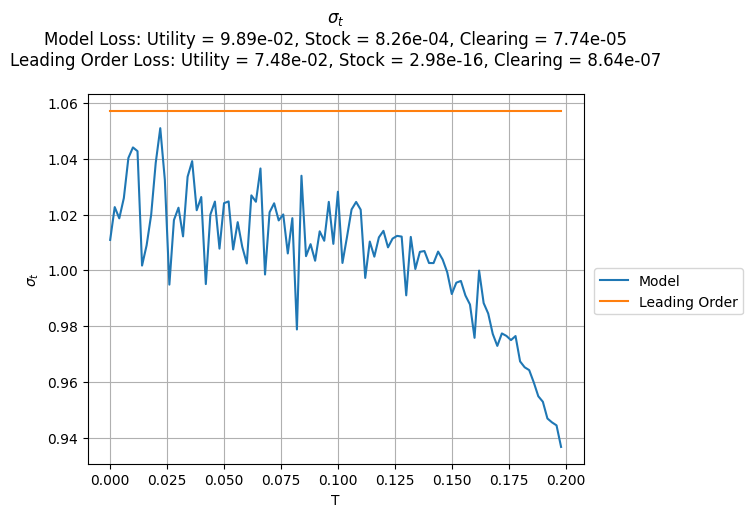 σₜ
Model Loss: Utility = 9.89e-02, Stock = 8.26e-04, Clearing = 7.74e-05
Leading Order Loss: Utility = 7.48e-02, Stock = 2.98e-16, Clearing = 8.64e-07
1.06
1.04
1.02
1.00
0.98
0.96
0.94
σₜ
0.000
0.025
0.050
0.075
0.100
0.125
0.150
0.175
0.200
T
Model
Leading Order